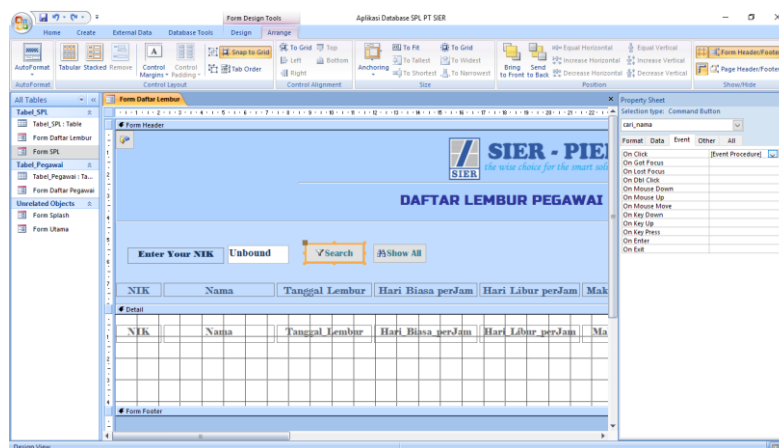 Form Design Tools
Aplikasi Database SPL PT SIER
Home Create External Data Database Tools Design Arrange
AutoFormat
Tabular Stacked Remove
Control Margins
Control Padding
Snap to Grid
Tab Order
To Grid Top
Left Bottom
Right
Anchoring
To Fit To Grid
To Tallest To Widest
To Shortest To Narrowest
Bring to Front
Send to Back
Equal Horizontal Equal Vertical
Increase Horizontal Increase Vertical
Decrease Horizontal Decrease Vertical
Form Header/Footer
Page Header/Footer
AutoFormat Control Layout Control Alignment Size Position Show/Hide
All Tables
Tabel_SPL
Tabel_SPL : Table
Form Daftar Lembur
Form SPL
Tabel_Pegawai
Tabel_Pegawai : Ta...
Form Daftar Pegawai
Unrelated Objects
Form Splash
Form Utama
Form Daftar Lembur
Form Header
SIER
SIER - PIE
the wise choice for the smart solu
DAFTAR LEMBUR PEGAWAI
Enter Your NIK Unbound Search Show All
NIK Nama Tanggal Lembur Hari Biasa perJam Hari Libur perJam Mak
Detail
NIK Nama Tanggal_Lembur Hari_Biasa_perJam Hari_Libur_perJam Ma
Form Footer
Property Sheet
Selection type: Command Button
cari_nama
Format Data Event Other All
On Click [Event Procedure]
On Got Focus
On Lost Focus
On Dbl Click
On Mouse Down
On Mouse Up
On Mouse Move
On Key Down
On Key Up
On Key Press
On Enter
On Exit
Design View